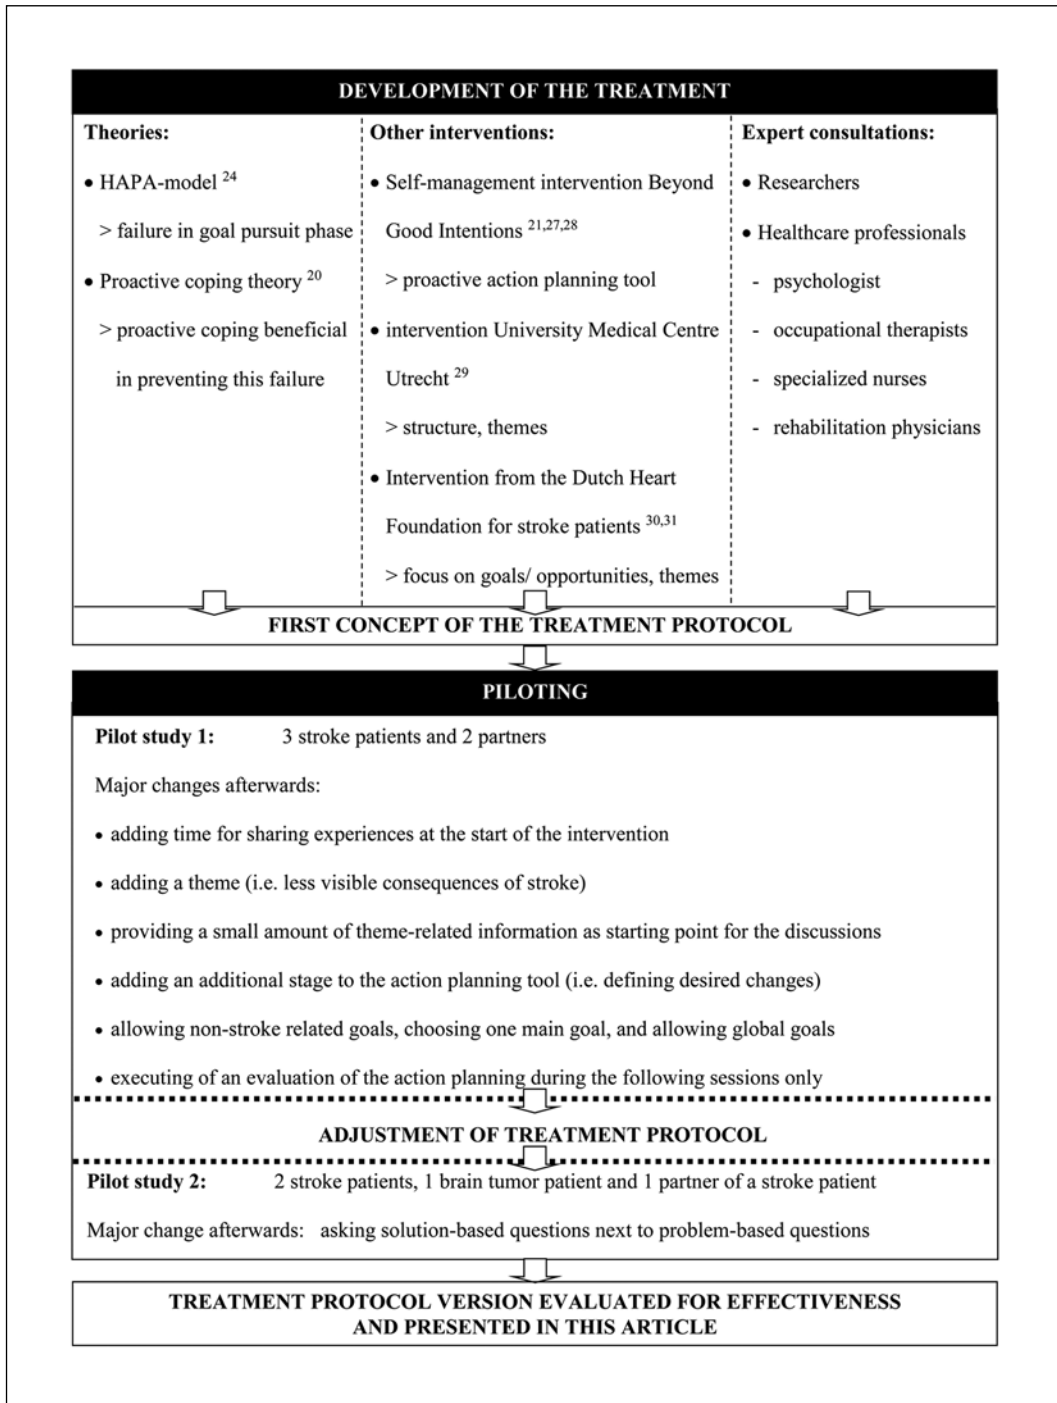 DEVELOPMENT OF THE TREATMENT
Theories:
• HAPA-model 24
> failure in goal pursuit phase
• Proactive coping theory 20
> proactive coping beneficial
in preventing this failure
Other interventions:
• Self-management intervention Beyond
Good Intentions 21,27,28
> proactive action planning tool
• intervention University Medical Centre
Utrecht 29
> structure, themes
• Intervention from the Dutch Heart
Foundation for stroke patients 30,31
> focus on goals/ opportunities, themes
Expert consultations:
• Researchers
• Healthcare professionals
- psychologist
- occupational therapists
- specialized nurses
- rehabilitation physicians
FIRST CONCEPT OF THE TREATMENT PROTOCOL
PILOTING
Pilot study 1: 3 stroke patients and 2 partners
Major changes afterwards:
• adding time for sharing experiences at the start of the intervention
• adding a theme (i.e. less visible consequences of stroke)
• providing a small amount of theme-related information as starting point for the discussions
• adding an additional stage to the action planning tool (i.e. defining desired changes)
• allowing non-stroke related goals, choosing one main goal, and allowing global goals
• executing of an evaluation of the action planning during the following sessions only
ADJUSTMENT OF TREATMENT PROTOCOL
Pilot study 2: 2 stroke patients, 1 brain tumor patient and 1 partner of a stroke patient
Major change afterwards: asking solution-based questions next to problem-based questions
TREATMENT PROTOCOL VERSION EVALUATED FOR EFFECTIVENESS
AND PRESENTED IN THIS ARTICLE